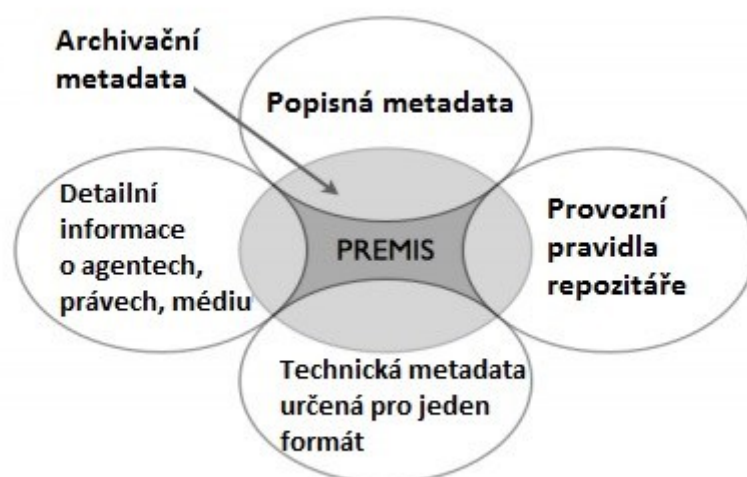 Archivační
metadata
Popisná metadata
Detailní
informace
o agentech,
právech, médiu
PREMIS
Provozní
pravidla
repozitáře
Technická metadata
určená pro jeden
formát